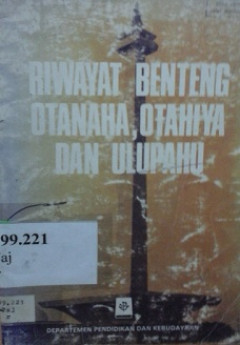 RIWAYAT BENTENG
OTANAHA, OTAHIYA
DAN ULUPAHU
99.221
aj
DEPARTEMEN PENDIDIKAN DAN KEBUDAYAAN